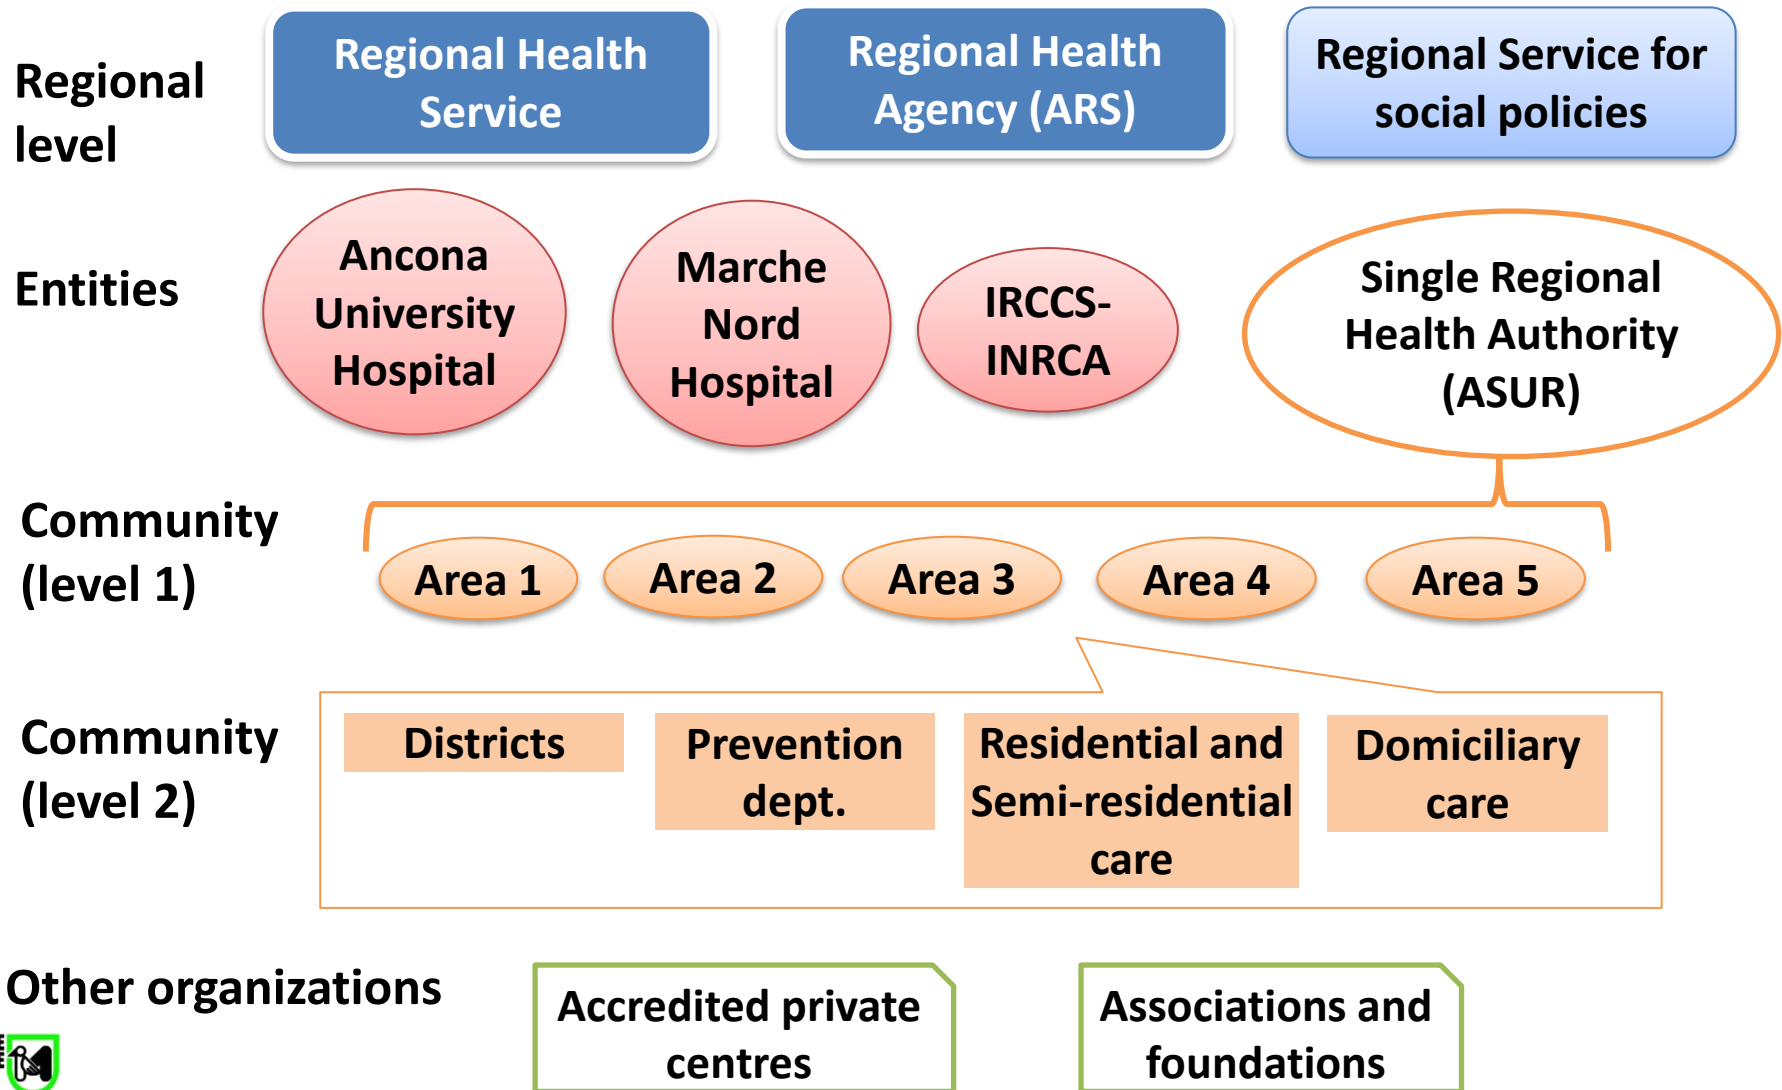 Regional
level
Regional Health
Service
Regional Health
Agency (ARS)
Regional Service for
social policies
Entities
Ancona
University
Hospital
Marche
Nord
Hospital
IRCCS-
INRCA
Single Regional
Health Authority
(ASUR)
Community
(level 1)
Area 1
Area 2
Area 3
Area 4
Area 5
Community
(level 2)
Districts
Prevention
dept.
Residential and
Semi-residential
care
Domiciliary
care
Other organizations
Accredited private
centres
Associations and
foundations